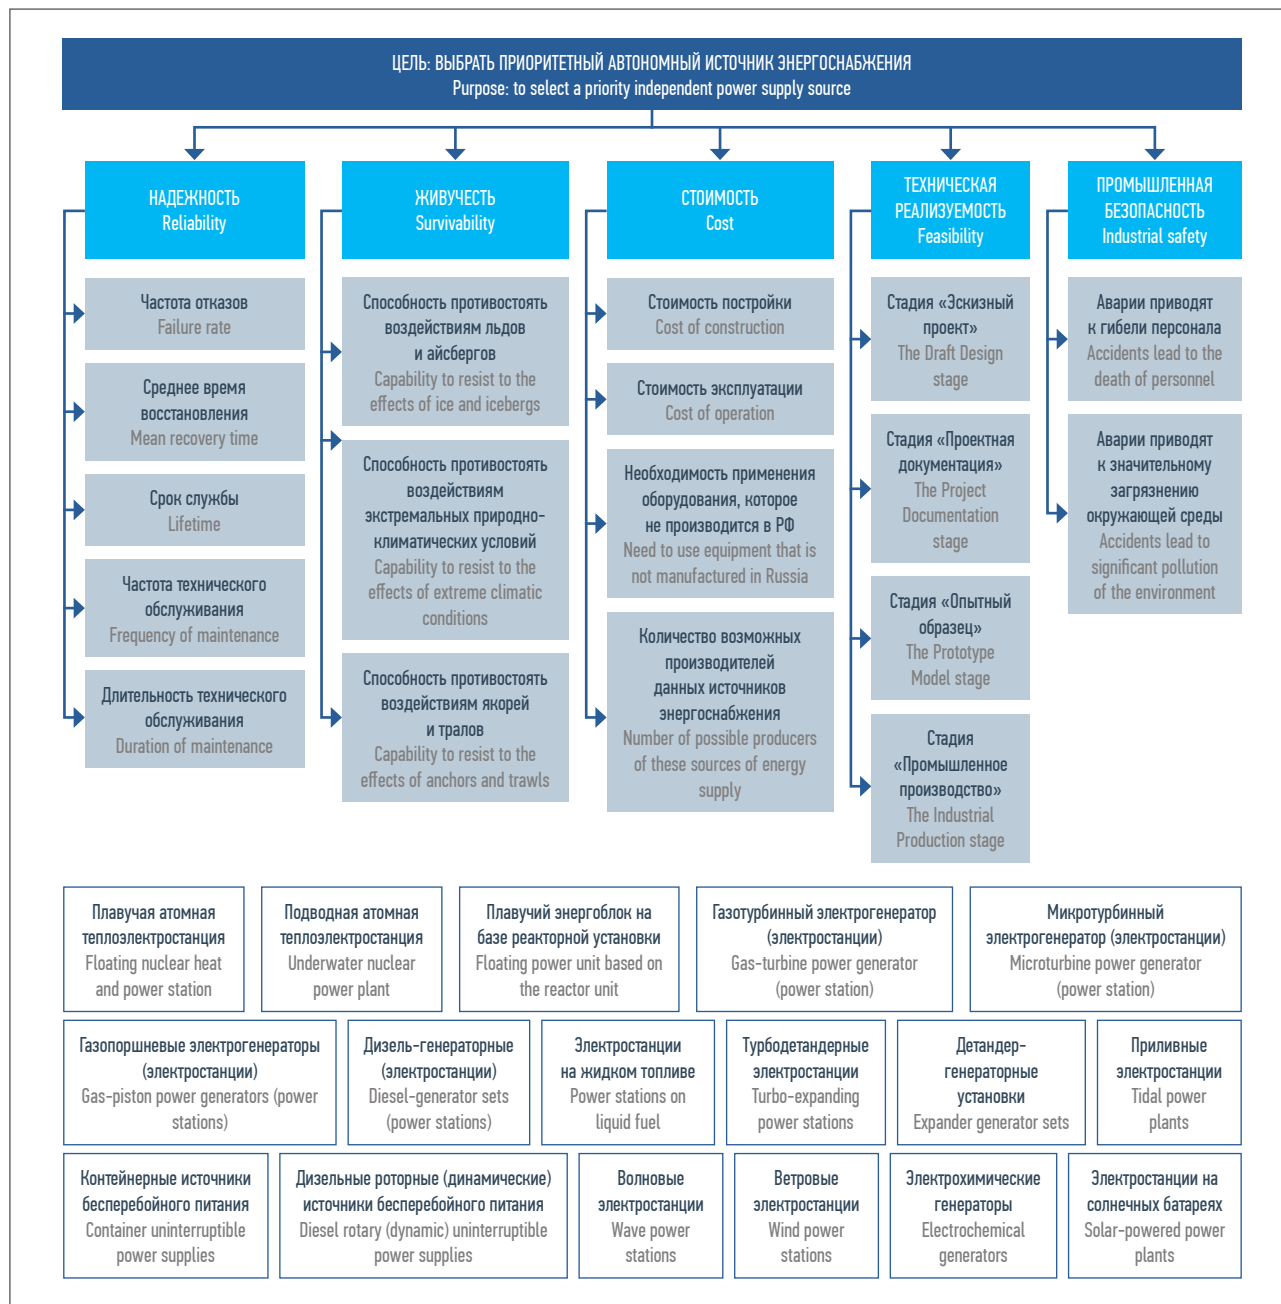 ЦЕЛЬ: ВЫБРАТЬ ПРИОРИТЕТНЫЙ АВТОНОМНЫЙ ИСТОЧНИК ЭНЕРГОСНАБЖЕНИЯ
Purpose: to select a priority independent power supply source
НАДЕЖНОСТЬ
Reliability
Частота отказов
Failure rate
Среднее время
восстановления
Mean recovery time
Срок службы
Lifetime
Частота технического
обслуживания
Frequency of maintenance
Длительность технического
обслуживания
Duration of maintenance
ЖИВУЧЕСТЬ
Survivability
Способность противостоять
воздействиям льдов
и айсбергов
Capability to resist to the
effects of ice and icebergs
Способность противостоять
воздействиям
экстремальных природно-
климатических условий
Capability to resist to the
effects of extreme climatic
conditions
Способность противостоять
воздействиям якорей
и тралов
Capability to resist to the
effects of anchors and trawls
СТОИМОСТЬ
Cost
Стоимость постройки
Cost of construction
Стоимость эксплуатации
Cost of operation
Необходимость применения
оборудования, которое
не производится в РФ
Need to use equipment that is
not manufactured in Russia
Количество возможных
производителей
данных источников
энергоснабжения
Number of possible producers
of these sources of energy
supply
ТЕХНИЧЕСКАЯ
РЕАЛИЗУЕМОСТЬ
Feasibility
Стадия «Эскизный
проект»
The Draft Design
stage
Стадия «Проектная
документация»
The Project
Documentation
stage
Стадия «Опытный
образец»
The Prototype
Model stage
Стадия
«Промышленное
производство»
The Industrial
Production stage
ПРОМЫШЛЕННАЯ
БЕЗОПАСНОСТЬ
Industrial safety
Аварии приводят
к гибели персонала
Accidents lead to the
death of personnel
Аварии приводят
к значительному
загрязнению
окружающей среды
Accidents lead to
significant pollution
of the environment
Плавучая атомная
теплоэлектростанция
Floating nuclear heat
and power station
Подводная атомная
теплоэлектростанция
Underwater nuclear
power plant
Плавучий энергоблок на
базе реакторной установки
Floating power unit based on
the reactor unit
Газотурбинный электрогенератор
(электростанции)
Gas-turbine power generator
(power station)
Микротурбинный
электрогенератор (электростанции)
Microturbine power generator
(power station)
Газопоршневые электрогенераторы
(электростанции)
Gas-piston power generators (power
stations)
Дизель-генераторные
(электростанции)
Diesel-generator sets
(power stations)
Электростанции
на жидком топливе
Power stations on
liquid fuel
Турбодетандерные
электростанции
Turbo-expanding
power stations
Детандер-
генераторные
установки
Expander generator sets
Приливные
электростанции
Tidal power
plants
Контейнерные источники
бесперебойного питания
Container uninterruptible
power supplies
Дизельные роторные (динамические)
источники бесперебойного питания
Diesel rotary (dynamic) uninterruptible
power supplies
Волновые
электростанции
Wave power
stations
Ветровые
электростанции
Wind power
stations
Электрохимические
генераторы
Electrochemical
generators
Электростанции на
солнечных батареях
Solar-powered power
plants